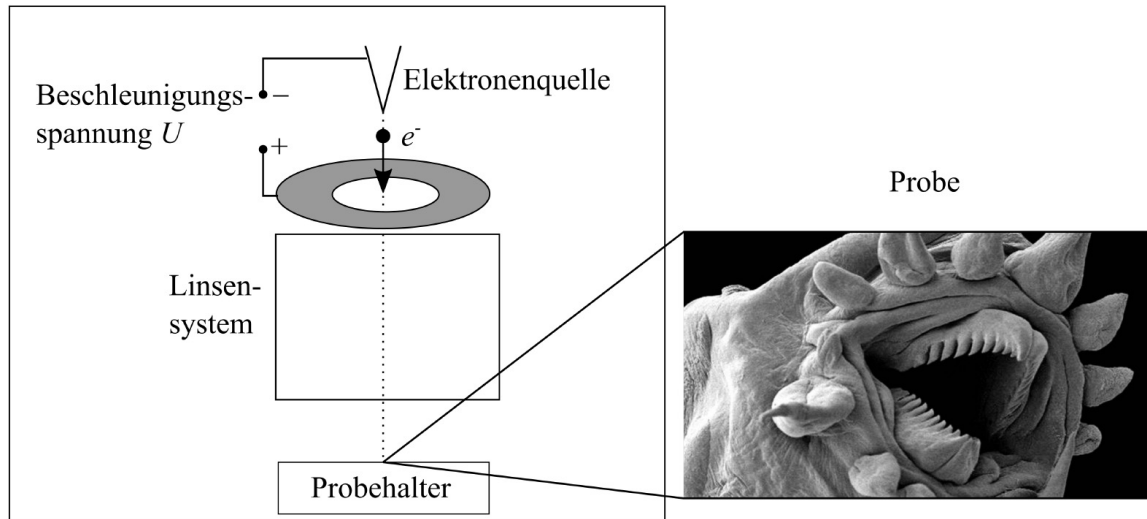 Elektronenquelle
Beschleunigungs-
spannung U
−
+
e-
Probe
Linsen-
system
Probehalter